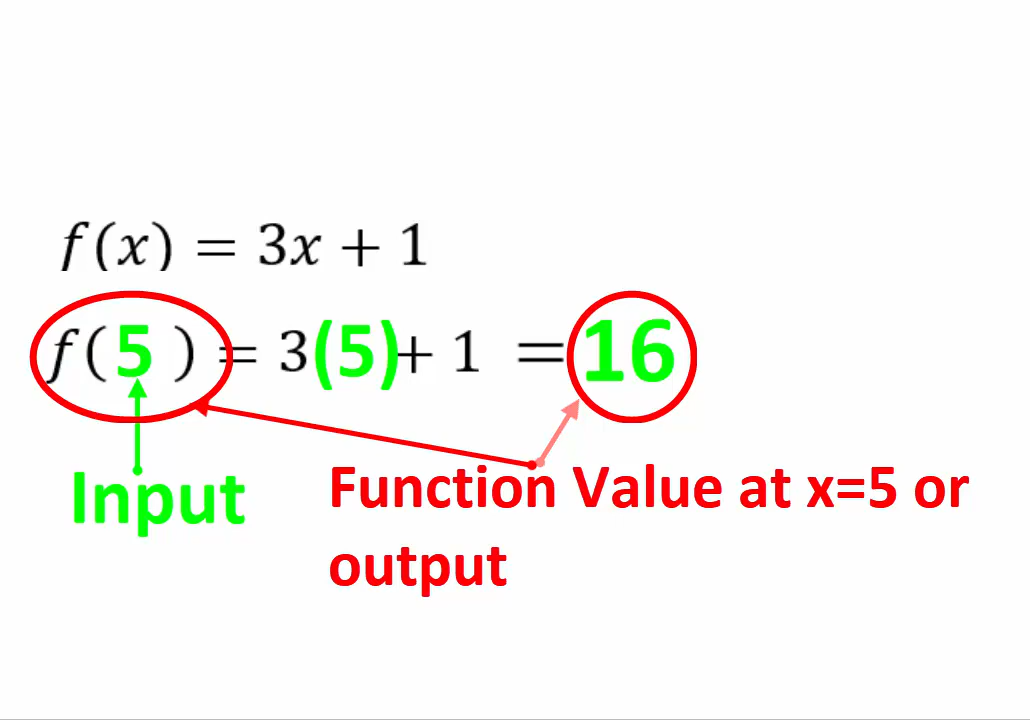 f(x) = 3x + 1
f( 5 ) = 3(5)+ 1 = 16
Input
Function Value at x=5 or
output